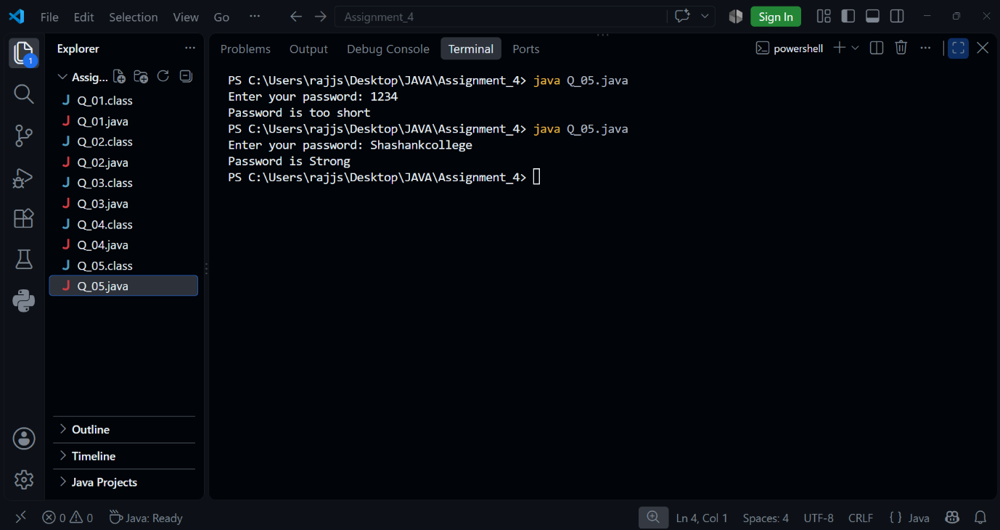 File Edit Selection View Go ··· Assignment_4 Sign In
Explorer ···
Problems Output Debug Console Terminal Ports powershell ···
Assig...
Q_01.class
Q_01.java
Q_02.class
Q_02.java
Q_03.class
Q_03.java
Q_04.class
Q_04.java
Q_05.class
Q_05.java
PS C:\Users\rajjs\Desktop\JAVA\Assignment_4> java Q_05.java
Enter your password: 1234
Password is too short
PS C:\Users\rajjs\Desktop\JAVA\Assignment_4> java Q_05.java
Enter your password: Shashankcollege
Password is Strong
PS C:\Users\rajjs\Desktop\JAVA\Assignment_4>
1
Outline
Timeline
Java Projects
0 0 Java: Ready Ln 4, Col 1 Spaces: 4 UTF-8 CRLF { } Java